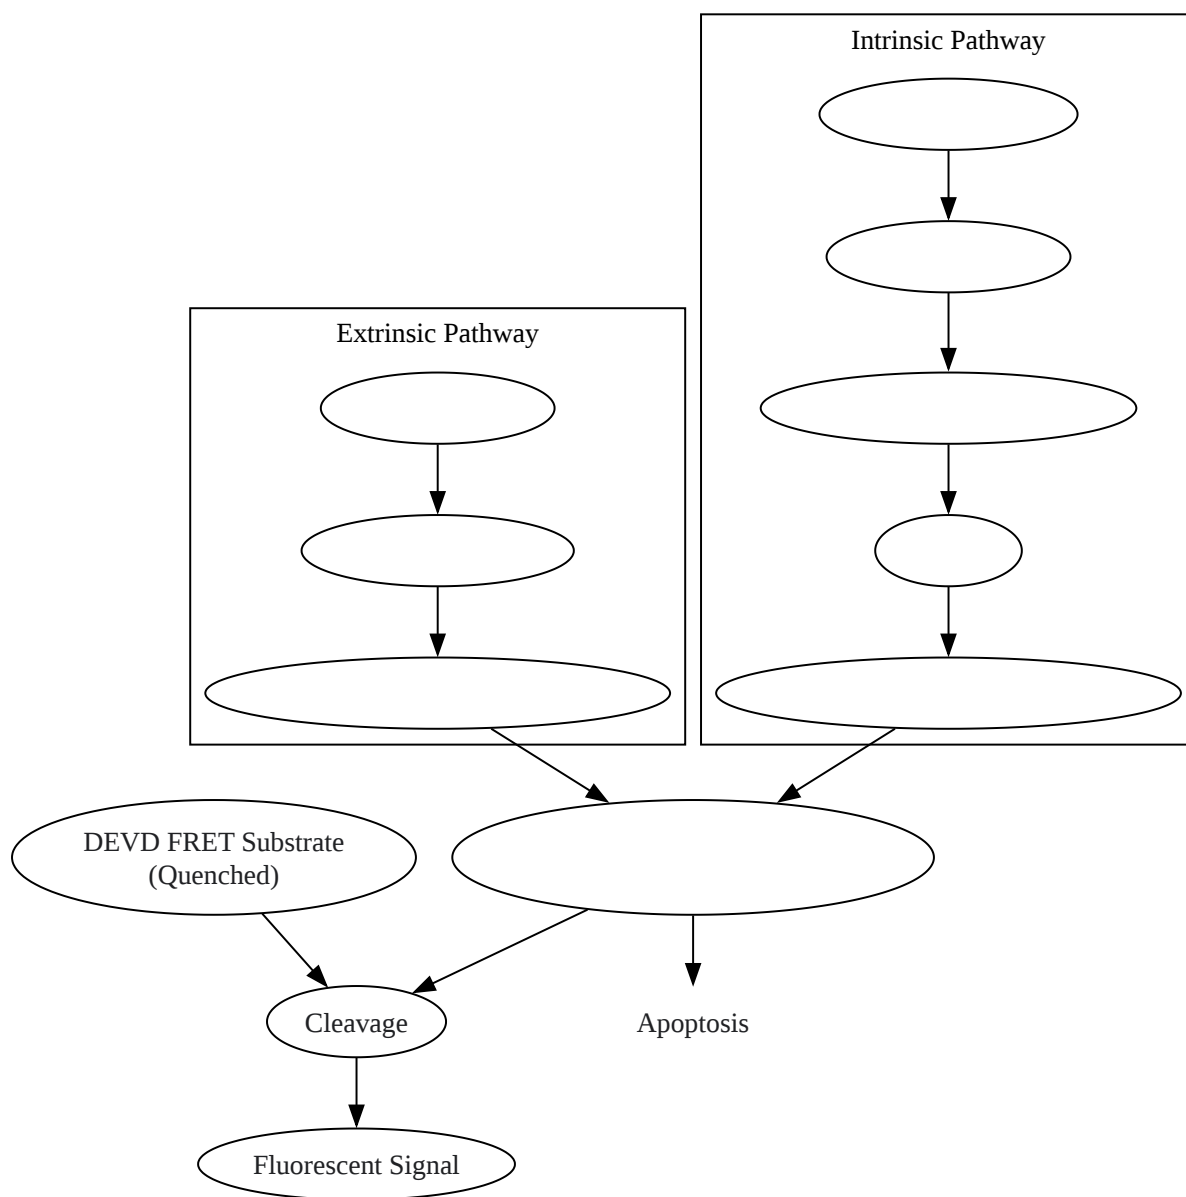 Intrinsic Pathway
Extrinsic Pathway
DEVD FRET Substrate
(Quenched)
Cleavage
Apoptosis
Fluorescent Signal